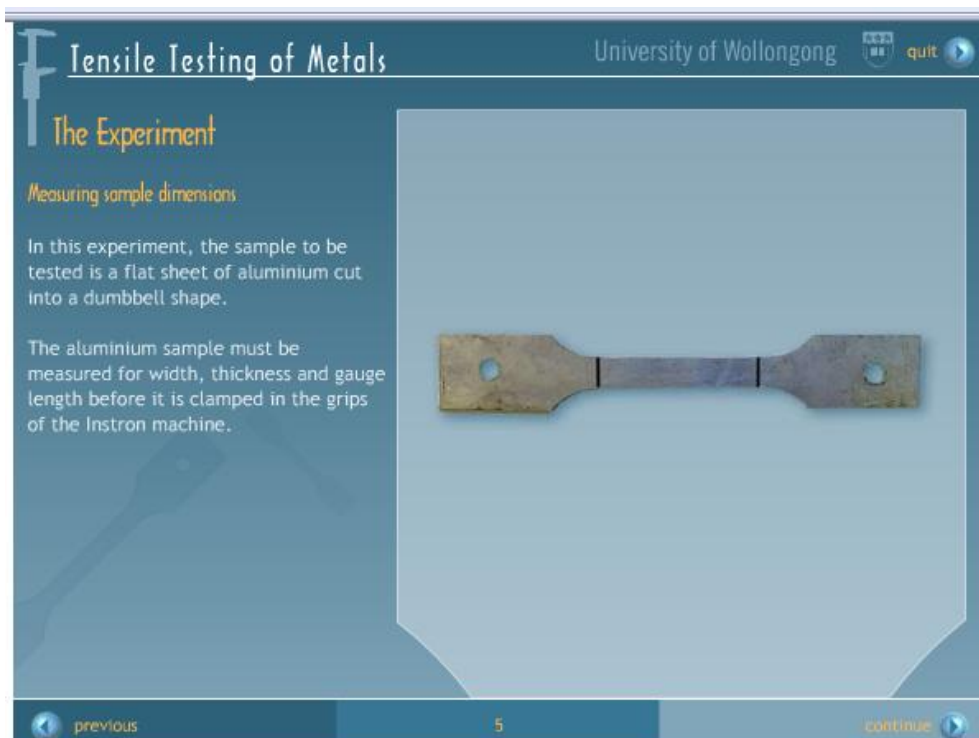 Tensile Testing of Metals
University of Wollongong
quit
The Experiment
Measuring sample dimensions
In this experiment, the sample to be
tested is a flat sheet of aluminium cut
into a dumbbell shape.
The aluminium sample must be
measured for width, thickness and gauge
length before it is clamped in the grips
of the Instron machine.
previous
5
continue